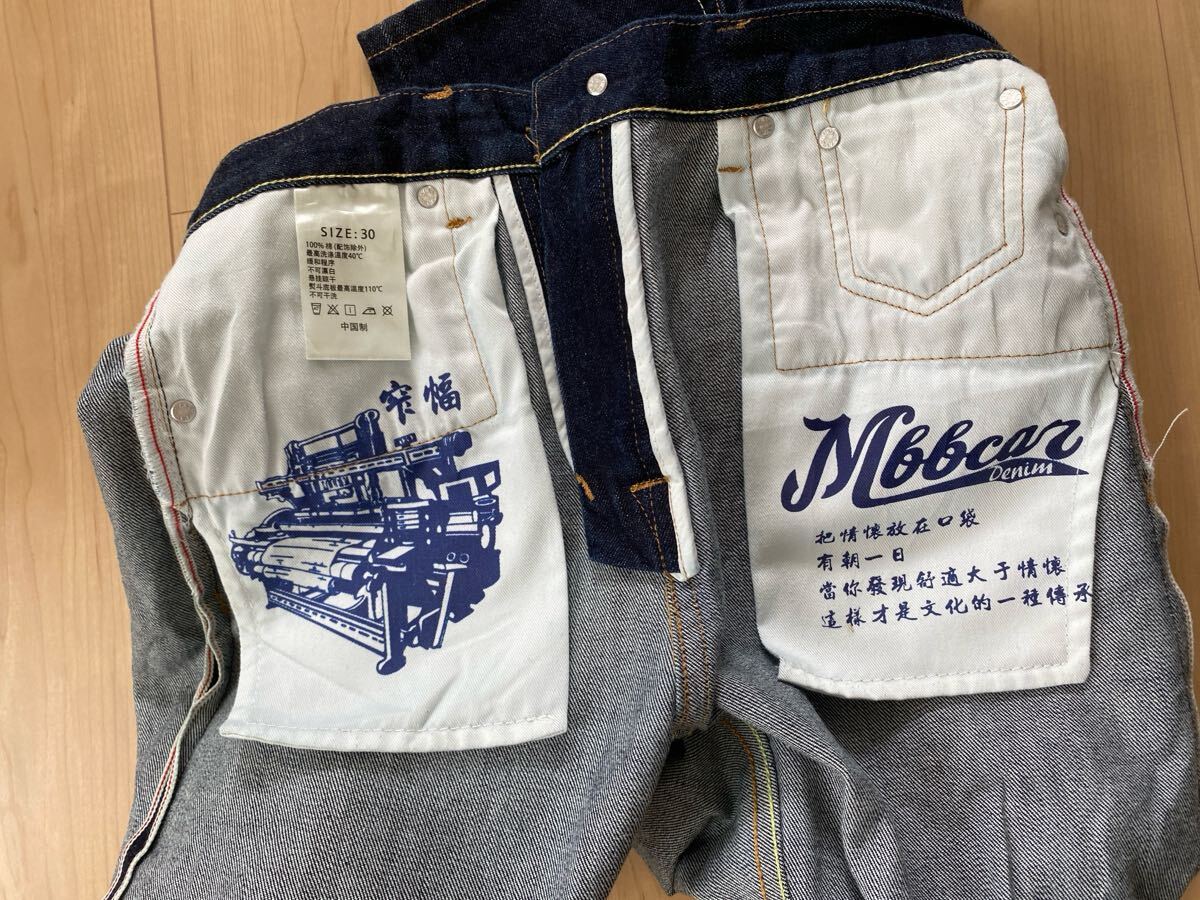 SIZE:30
100% 棉 (配饰除外)
最高洗涤温度40℃
缓和程序
不可漂白
悬挂晾干
熨斗底板最高温度110℃
不可干洗
中国制
窄幅
Mbbcar
Denim
把情懷放在口袋
有朝一日
當你發現舒適大于情懷
這樣才是文化的一種傳承